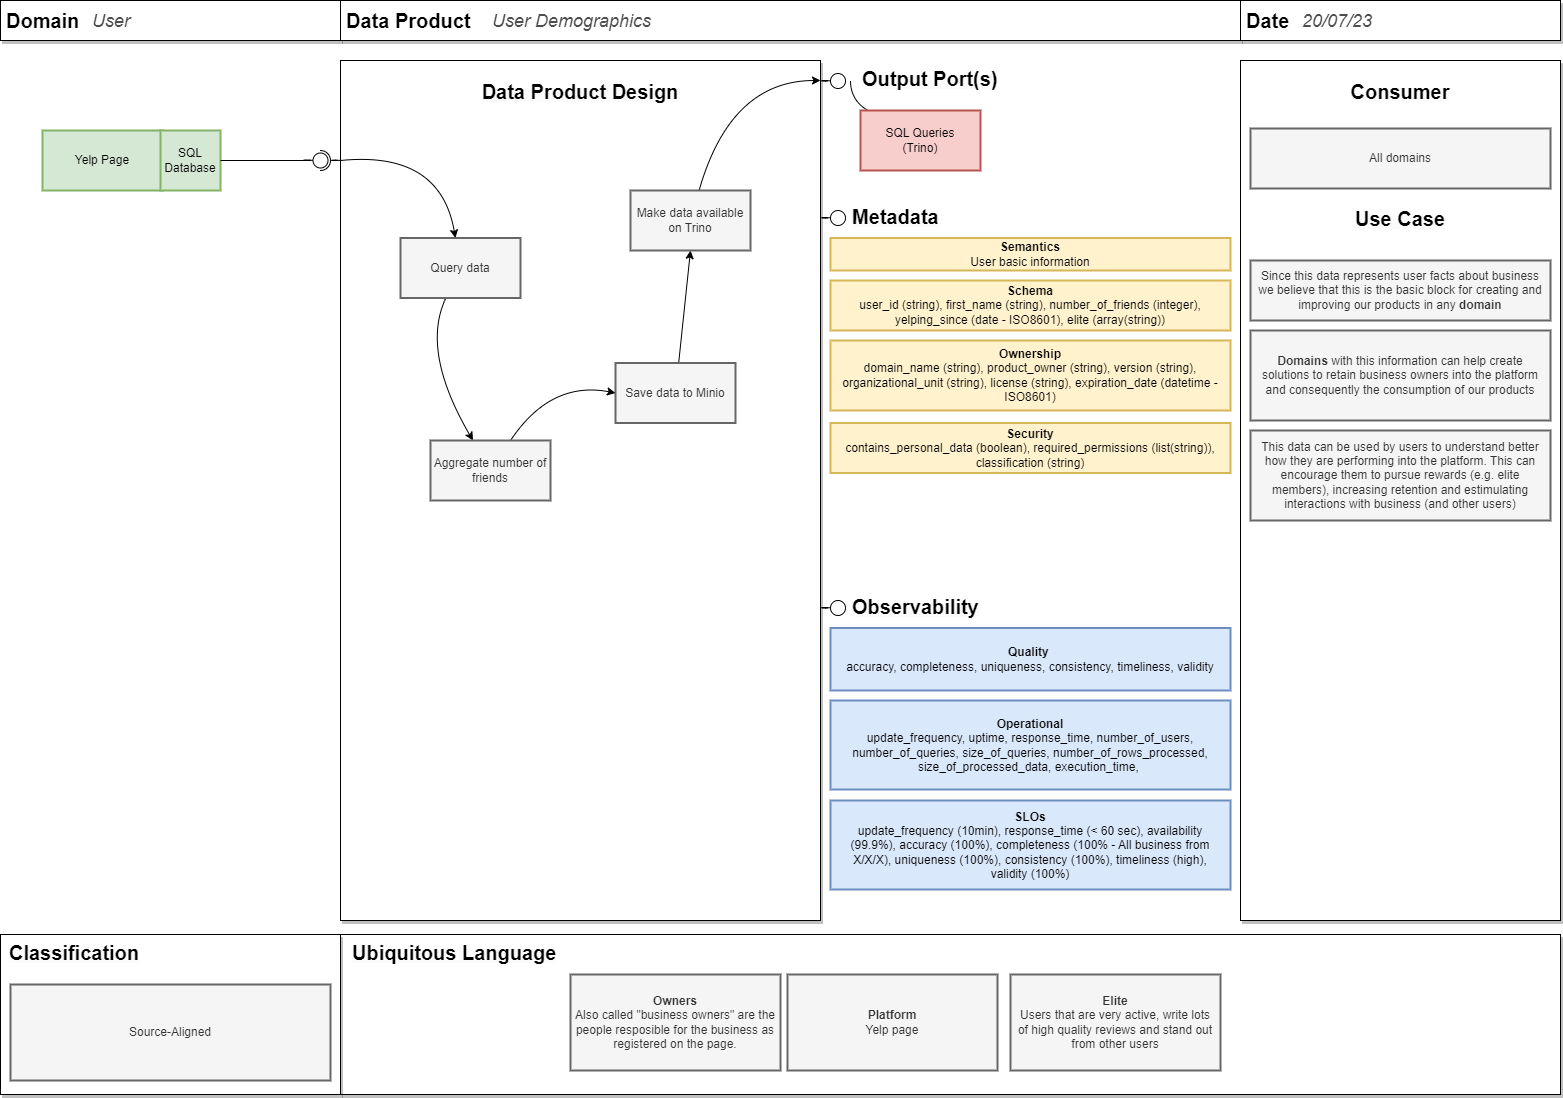 Domain User
Data Product User Demographics
Date 20/07/23
Yelp Page
SQL
Database
Data Product Design
Query data
Aggregate number of
friends
Save data to Minio
Make data available
on Trino
Output Port(s)
SQL Queries
(Trino)
Metadata
Semantics
User basic information
Schema
user_id (string), first_name (string), number_of_friends (integer),
yelping_since (date - ISO8601), elite (array(string))
Ownership
domain_name (string), product_owner (string), version (string),
organizational_unit (string), license (string), expiration_date (datetime -
ISO8601)
Security
contains_personal_data (boolean), required_permissions (list(string)),
classification (string)
Observability
Quality
accuracy, completeness, uniqueness, consistency, timeliness, validity
Operational
update_frequency, uptime, response_time, number_of_users,
number_of_queries, size_of_queries, number_of_rows_processed,
size_of_processed_data, execution_time,
SLOs
update_frequency (10min), response_time (< 60 sec), availability
(99.9%), accuracy (100%), completeness (100% - All business from
X/X/X), uniqueness (100%), consistency (100%), timeliness (high),
validity (100%)
Consumer
All domains
Use Case
Since this data represents user facts about business
we believe that this is the basic block for creating and
improving our products in any domain
Domains with this information can help create
solutions to retain business owners into the platform
and consequently the consumption of our products
This data can be used by users to understand better
how they are performing into the platform. This can
encourage them to pursue rewards (e.g. elite
members), increasing retention and estimulating
interactions with business (and other users)
Classification
Source-Aligned
Ubiquitous Language
Owners
Also called "business owners" are the
people resposible for the business as
registered on the page.
Platform
Yelp page
Elite
Users that are very active, write lots
of high quality reviews and stand out
from other users